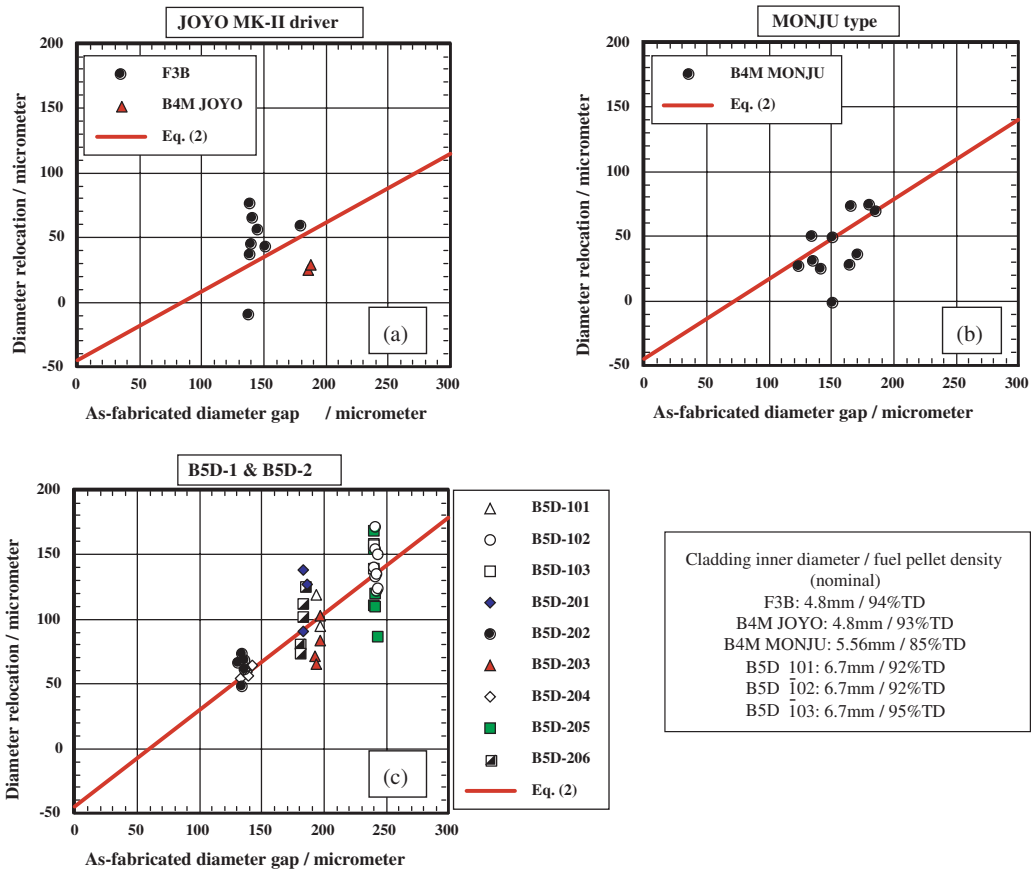 JOYO MK-II driver
200
150
100
50
0
-50
0
50
100
150
200
250
300
Diameter relocation / micrometer
As-fabricated diameter gap / micrometer
F3B
B4M JOYO
Eq. (2)
(a)
MONJU type
200
150
100
50
0
-50
0
50
100
150
200
250
300
Diameter relocation / micrometer
As-fabricated diameter gap / micrometer
B4M MONJU
Eq. (2)
(b)
B5D-1 & B5D-2
200
150
100
50
0
-50
0
50
100
150
200
250
300
Diameter relocation / micrometer
As-fabricated diameter gap / micrometer
(c)
B5D-101
B5D-102
B5D-103
B5D-201
B5D-202
B5D-203
B5D-204
B5D-205
B5D-206
Eq. (2)
Cladding inner diameter / fuel pellet density
(nominal)
F3B: 4.8mm / 94%TD
B4M JOYO: 4.8mm / 93%TD
B4M MONJU: 5.56mm / 85%TD
B5D-101: 6.7mm / 92%TD
B5D-102: 6.7mm / 92%TD
B5D-103: 6.7mm / 95%TD